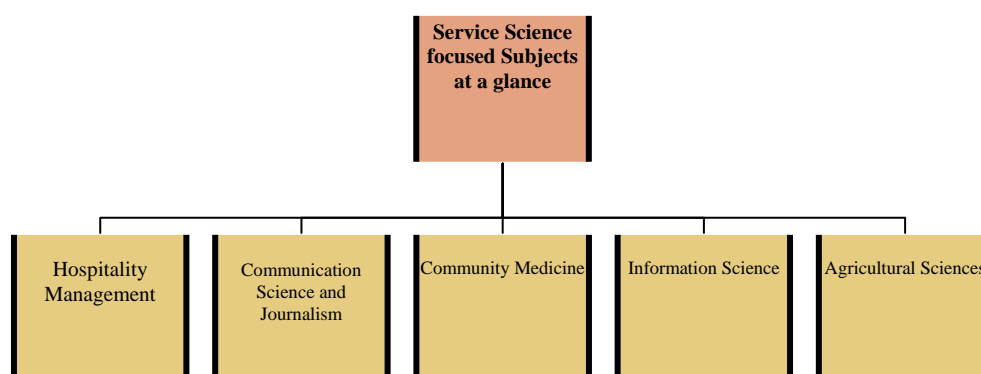 Service Science
focused Subjects
at a glance
Hospitality
Management
Communication
Science and
Journalism
Community Medicine
Information Science
Agricultural Sciences